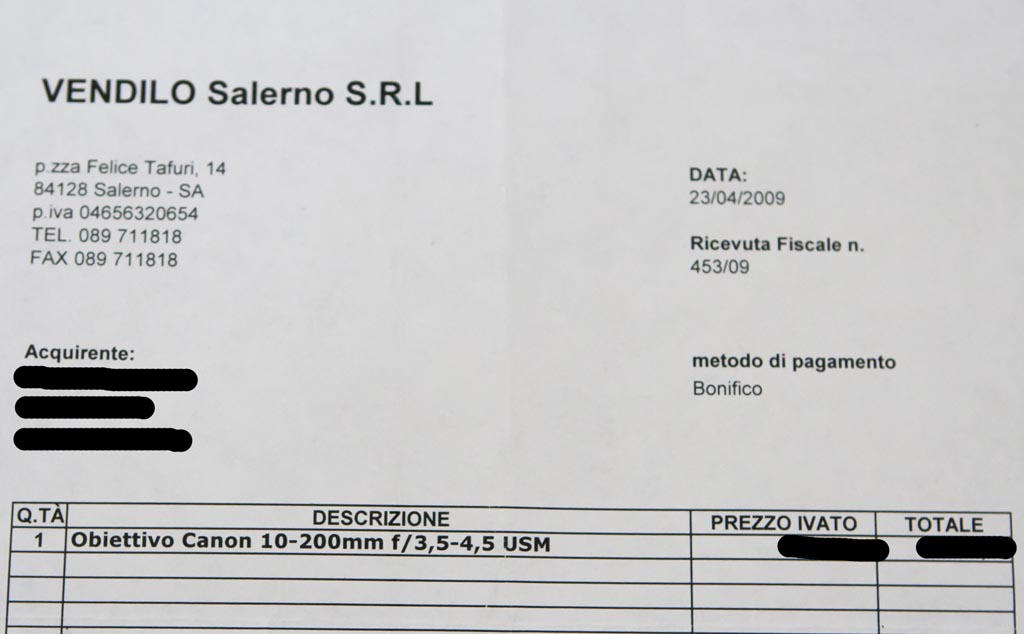 VENDILO Salerno S.R.L
p.zza Felice Tafuri, 14
84128 Salerno - SA
p.iva 04656320654
TEL. 089 711818
FAX 089 711818
DATA:
23/04/2009
Ricevuta Fiscale n.
453/09
Acquirente:
metodo di pagamento
Bonifico
Q.TÀ DESCRIZIONE PREZZO IVATO TOTALE
1 Obiettivo Canon 10-200mm f/3,5-4,5 USM